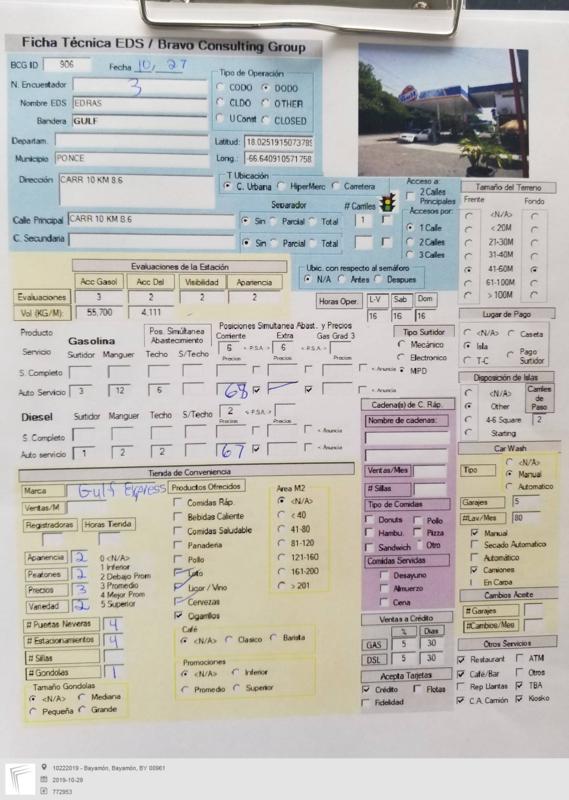 Ficha Técnica EDS / Bravo Consulting Group
BCG ID 906 Fecha 10/27
N. Encuestador 3
Nombre EDS EDRAS
Bandera GULF
Departam.
Municipio PONCE
Dirección CARR 10 KM 8.6
Calle Principal CARR 10 KM 8.6
C. Secundaria
Tipo de Operación
CODO DODO
CLDO OTHER
U Const CLOSED
Latitud: 18.0251915073789
Long.: -66.640910571758
T Ubicación
C. Urbana HiperMerc Carretera
Separador # Carriles
Sin Parcial Total 1
Sin Parcial Total
Acceso a:
2 Calles Principales
Accesos por:
1 Calle
2 Calles
3 Calles
Ubic. con respecto al semáforo
N/A Antes Despues
Tamaño del Terreno
Frente Fondo
<N/A>
< 20M
21-30M
31-40M
41-60M
61-100M
> 100M
Evaluaciones de la Estación
Acc Gasol Acc Dsl Visibilidad Apariencia
Evaluaciones 3 2 2 2
Vol (KG/M): 55,700 4,111
Horas Oper. L-V Sab Dom
16 16 16
Lugar de Pago
<N/A> Caseta
Isla Pago Surtidor
T-C
Producto Gasolina Pos. Simúltanea Abastecimiento
Posiciones Simultanea Abast. y Precios
Corriente Extra Gas Grad 3
Servicio Surtidor Manguer Techo S/Techo 6 < P.S.A. > 6 < P.S.A. >
Precios Precios Precios
S. Completo < Anuncia
Auto Servicio 3 12 6 68 < Anuncia
Tipo Surtidor
Mecánico
Electronico
MPD
Diesel Surtidor Manguer Techo S/Techo 2 < P.S.A. >
Precios
S. Completo < Anuncia
Auto servicio 1 2 2 67 < Anuncia
Disposición de Islas
<N/A>
Other
4-6 Square
Starting
Carriles de Paso
2
Cadena(s) de C. Ráp.
Nombre de cadenas:
Ventas/Mes
# Sillas
Tipo de Comidas
Donuts Pollo
Hambu. Pizza
Sandwich Otro
Comidas Servidas
Desayuno
Almuerzo
Cena
Car Wash
Tipo <N/A>
Manual
Automatico
Garajes 5
#Lav/Mes 80
Manual
Secado Automatico
Automático
Camiones
En Carpa
Cambios Aceite
# Garajes
#Cambios/Mes
Tienda de Conveniencia
Marca Gulf Express
Ventas/M
Registradoras Horas Tienda
Apariencia 2
Peatones 2
Precios 3
Variedad 2
0 <N/A>
1 Inferior
2 Debajo Prom
3 Promedio
4 Mejor Prom
5 Superior
# Puertas Neveras 4
# Estacionamientos 4
# Sillas
# Gondolas 1
Tamaño Gondolas
<N/A> Mediana
Pequeña Grande
Productos Ofrecidos
Comidas Ráp.
Bebidas Caliente
Comidas Saludable
Panaderia
Pollo
Loto
Licor / Vino
Cervezas
Cigarrillos
Area M2
<N/A>
< 40
41-80
81-120
121-160
161-200
> 201
Café
<N/A> Clasico Barista
Promociones
<N/A> Inferior
Promedio Superior
Ventas a Crédito
% Dias
GAS 5 30
DSL 5 30
Acepta Tarjetas
Crédito Flotas
Fidelidad
Otros Servicios
Restaurant ATM
Café/Bar Otros
Rep Llantas TBA
C.A. Camión Kiosko
10222019 - Bayamón, Bayamón, BY 00961
2019-10-29
772953